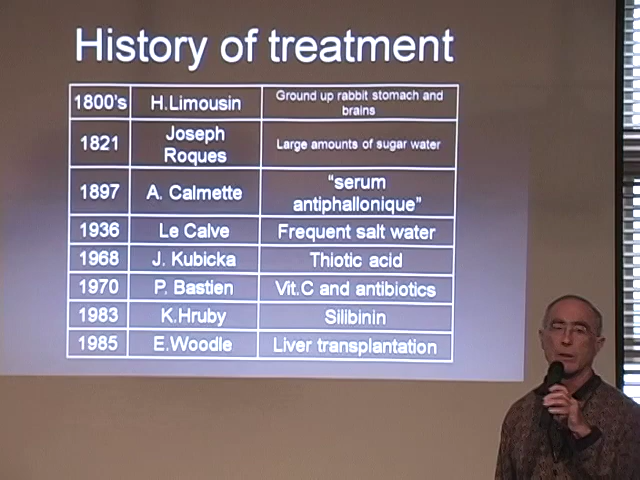 History of treatment
1800's H.Limousin Ground up rabbit stomach and
brains
1821 Joseph
Roques Large amounts of sugar water
1897 A. Calmette "serum
antiphallonique"
1936 Le Calve Frequent salt water
1968 J. Kubicka Thiotic acid
1970 P. Bastien Vit.C and antibiotics
1983 K.Hruby Silibinin
1985 E.Woodle Liver transplantation